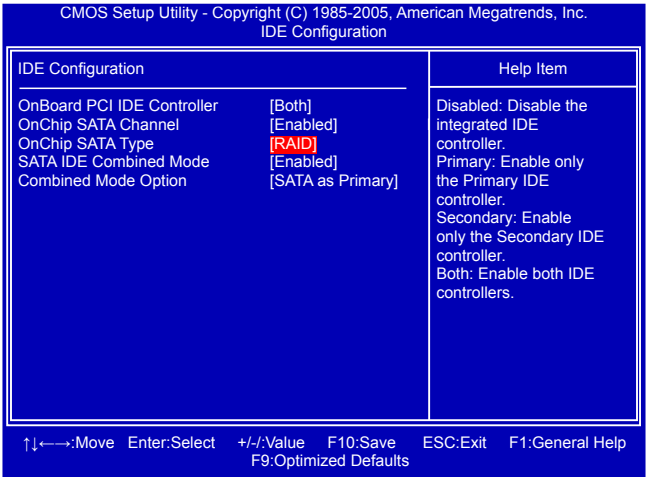 CMOS Setup Utility - Copyright (C) 1985-2005, American Megatrends, Inc.
IDE Configuration
IDE Configuration
OnBoard PCI IDE Controller [Both]
OnChip SATA Channel [Enabled]
OnChip SATA Type [RAID]
SATA IDE Combined Mode [Enabled]
Combined Mode Option [SATA as Primary]
Help Item
Disabled: Disable the
integrated IDE
controller.
Primary: Enable only
the Primary IDE
controller.
Secondary: Enable
only the Secondary IDE
controller.
Both: Enable both IDE
controllers.
↑↓←→:Move Enter:Select +/-/:Value F10:Save ESC:Exit F1:General Help
F9:Optimized Defaults